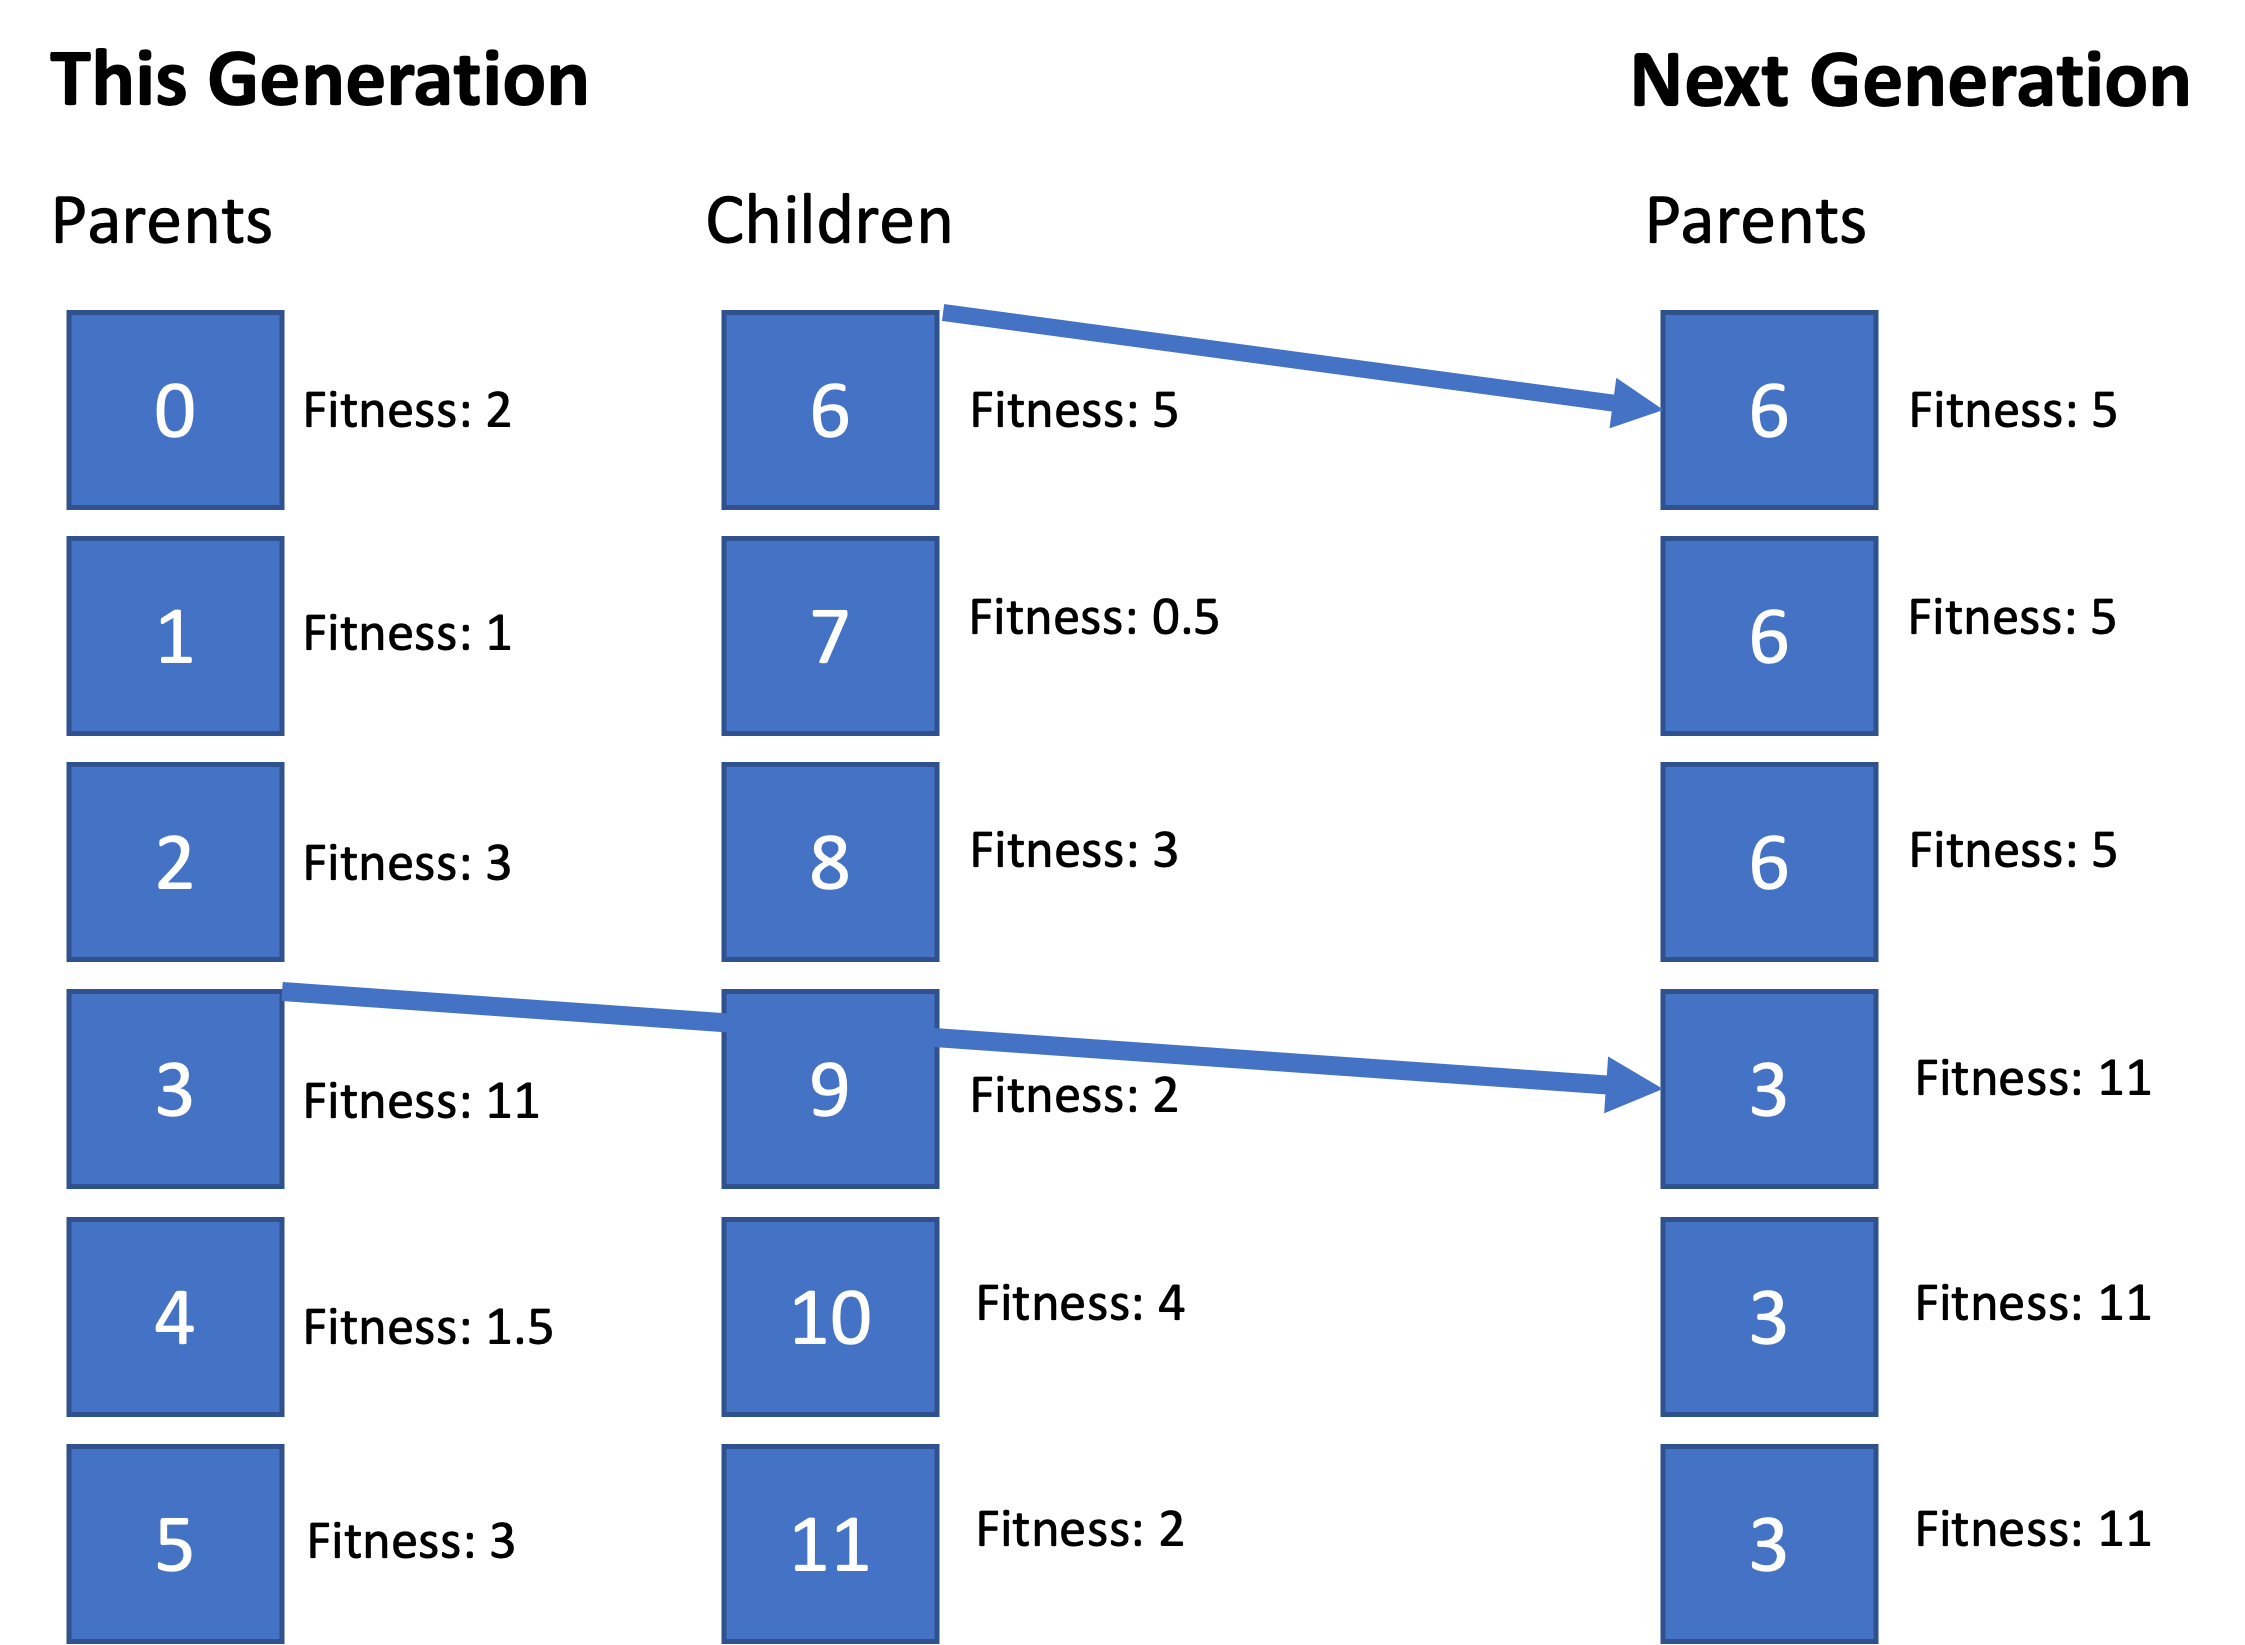 This Generation Next Generation
Parents Children Parents
0 Fitness: 2 6 Fitness: 5 6 Fitness: 5
1 Fitness: 1 7 Fitness: 0.5 6 Fitness: 5
2 Fitness: 3 8 Fitness: 3 6 Fitness: 5
3 Fitness: 11 9 Fitness: 2 3 Fitness: 11
4 Fitness: 1.5 10 Fitness: 4 3 Fitness: 11
5 Fitness: 3 11 Fitness: 2 3 Fitness: 11